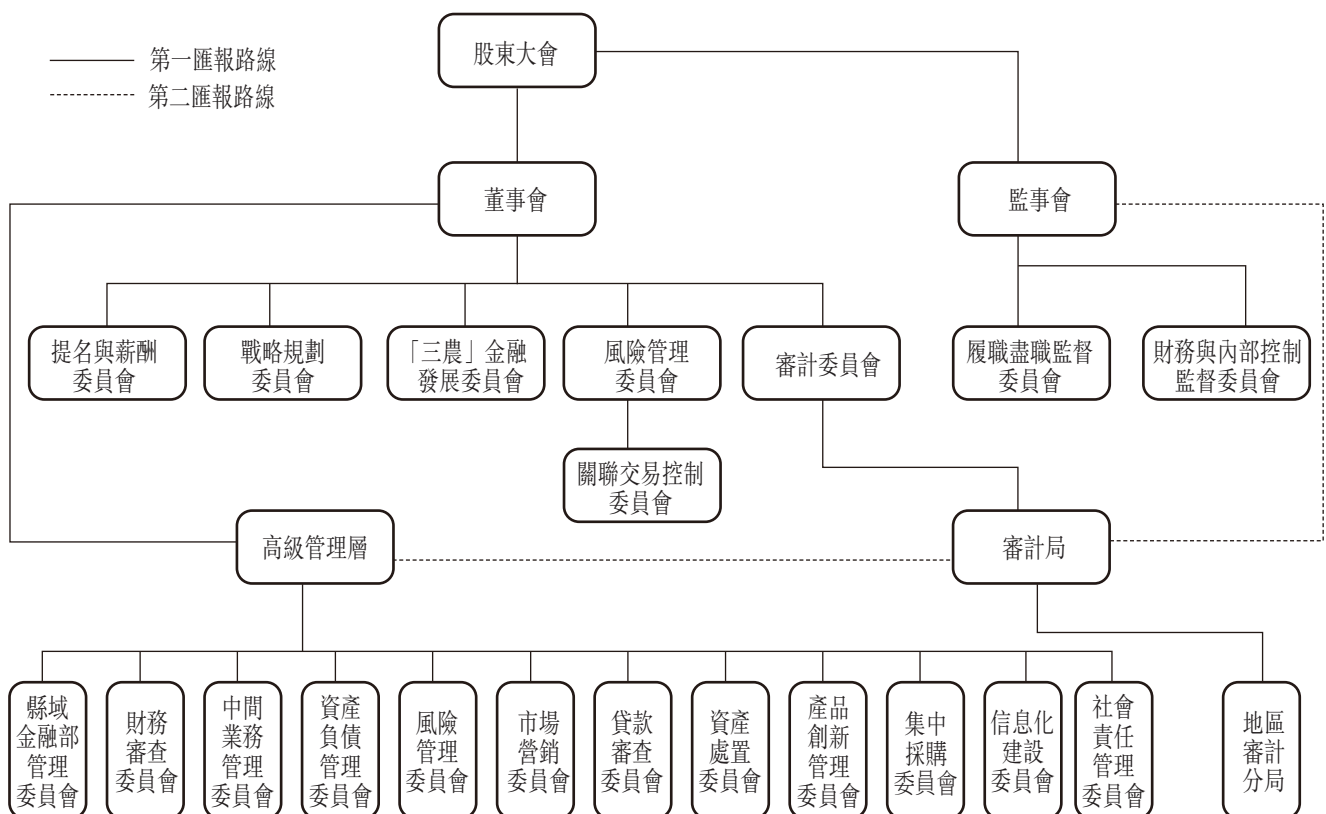 股東大會
第一匯報路線
第二匯報路線
董事會
監事會
提名與薪酬
委員會
戰略規劃
委員會
「三農」金融
發展委員會
風險管理
委員會
審計委員會
履職盡職監督
委員會
財務與內部控制
監督委員會
關聯交易控制
委員會
高級管理層
審計局
縣域
金融部
管理
委員會
財務
審查
委員會
中間
業務
管理
委員會
資產
負債
管理
委員會
風險
管理
委員會
市場
營銷
委員會
貸款
審查
委員會
資產
處置
委員會
產品
創新
管理
委員會
集中
採購
委員會
信息化
建設
委員會
社會
責任
管理
委員會
地區
審計
分局